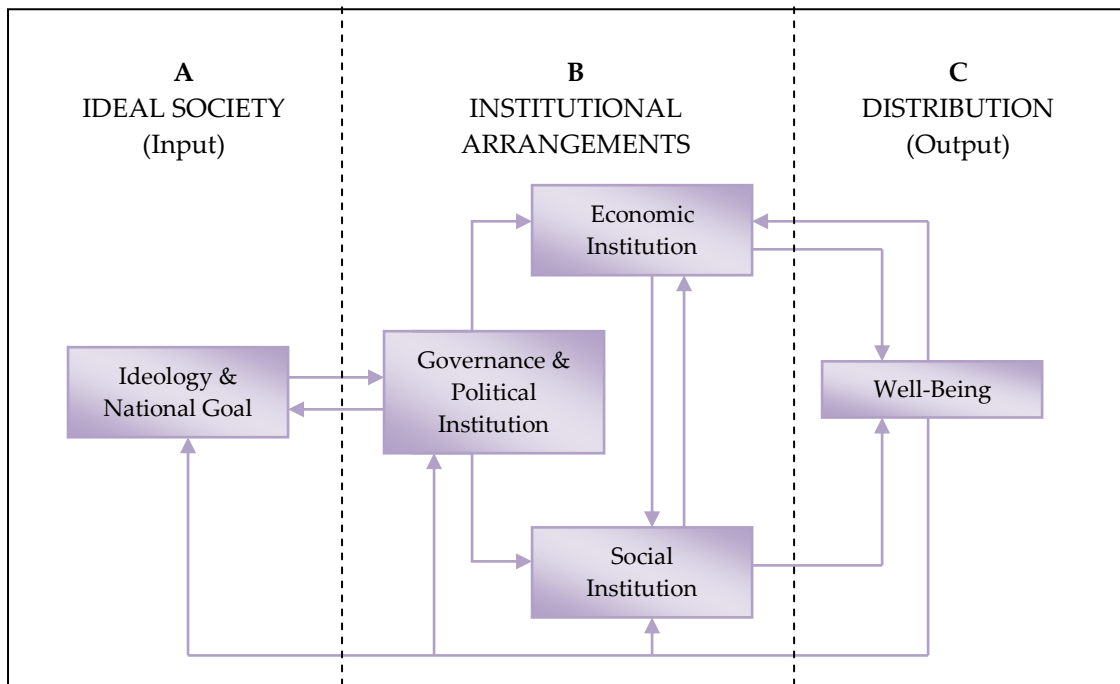 A
IDEAL SOCIETY
(Input)
B
INSTITUTIONAL
ARRANGEMENTS
C
DISTRIBUTION
(Output)
Economic
Institution
Ideology &
National Goal
Governance &
Political
Institution
Well-Being
Social
Institution